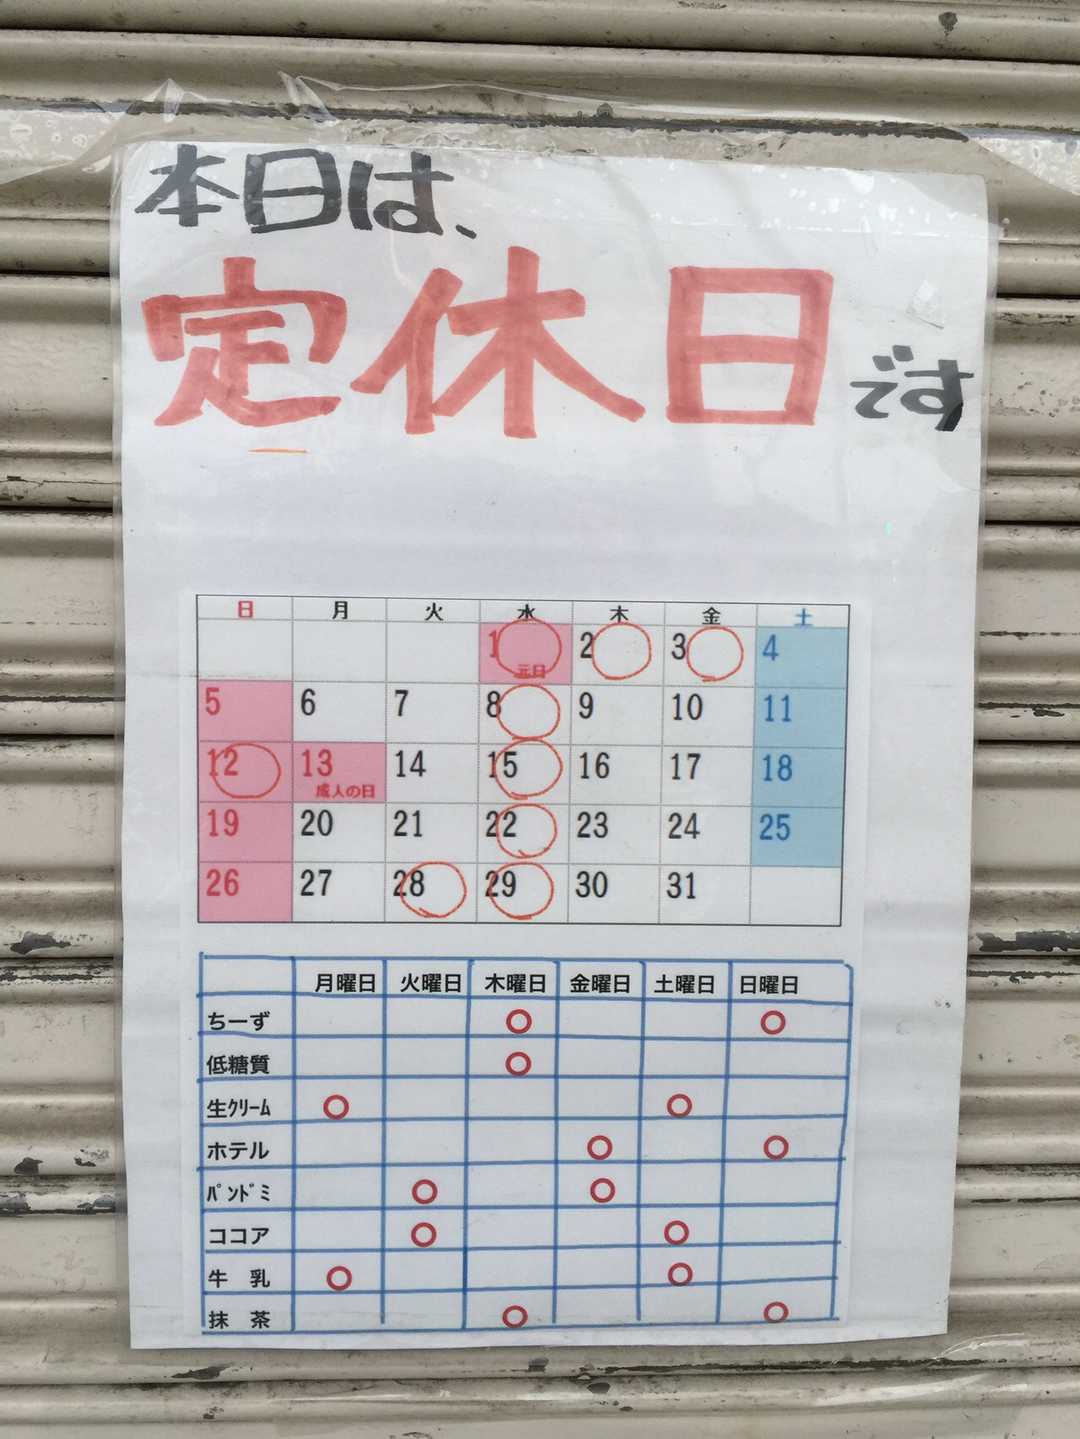 本日は、
定休日です
日 月 火 水 木 金 土
1 2 3 4
元日
5 6 7 8 9 10 11
12 13 14 15 16 17 18
成人の日
19 20 21 22 23 24 25
26 27 28 29 30 31
月曜日 火曜日 木曜日 金曜日 土曜日 日曜日
ちーず ○ ○
低糖質 ○
生ｸﾘｰﾑ ○ ○
ホテル ○ ○
ﾊﾟﾝﾄﾞﾐ ○ ○
ココア ○ ○
牛　乳 ○ ○
抹　茶 ○ ○